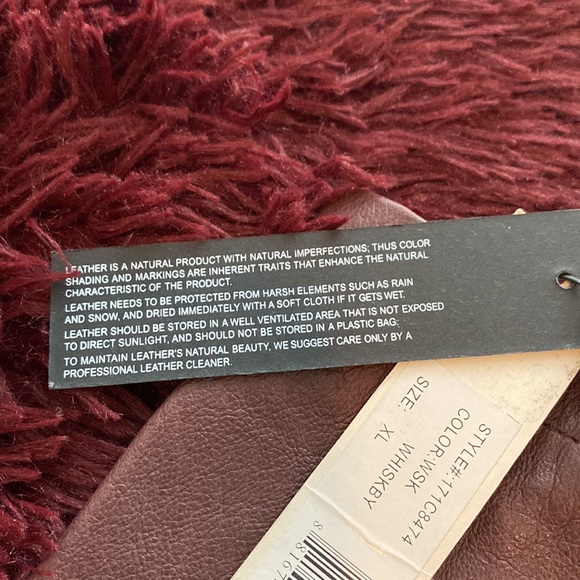 LEATHER IS A NATURAL PRODUCT WITH NATURAL IMPERFECTIONS; THUS COLOR
SHADING AND MARKINGS ARE INHERENT TRAITS THAT ENHANCE THE NATURAL
CHARACTERISTIC OF THE PRODUCT.
LEATHER NEEDS TO BE PROTECTED FROM HARSH ELEMENTS SUCH AS RAIN
AND SNOW, AND DRIED IMMEDIATELY WITH A SOFT CLOTH IF IT GETS WET.
LEATHER SHOULD BE STORED IN A WELL VENTILATED AREA THAT IS NOT EXPOSED
TO DIRECT SUNLIGHT, AND SHOULD NOT BE STORED IN A PLASTIC BAG.
TO MAINTAIN LEATHER'S NATURAL BEAUTY, WE SUGGEST CARE ONLY BY A
PROFESSIONAL LEATHER CLEANER.
STYLE#:171C8474
COLOR:WSK WHISKBY
SIZE: XL